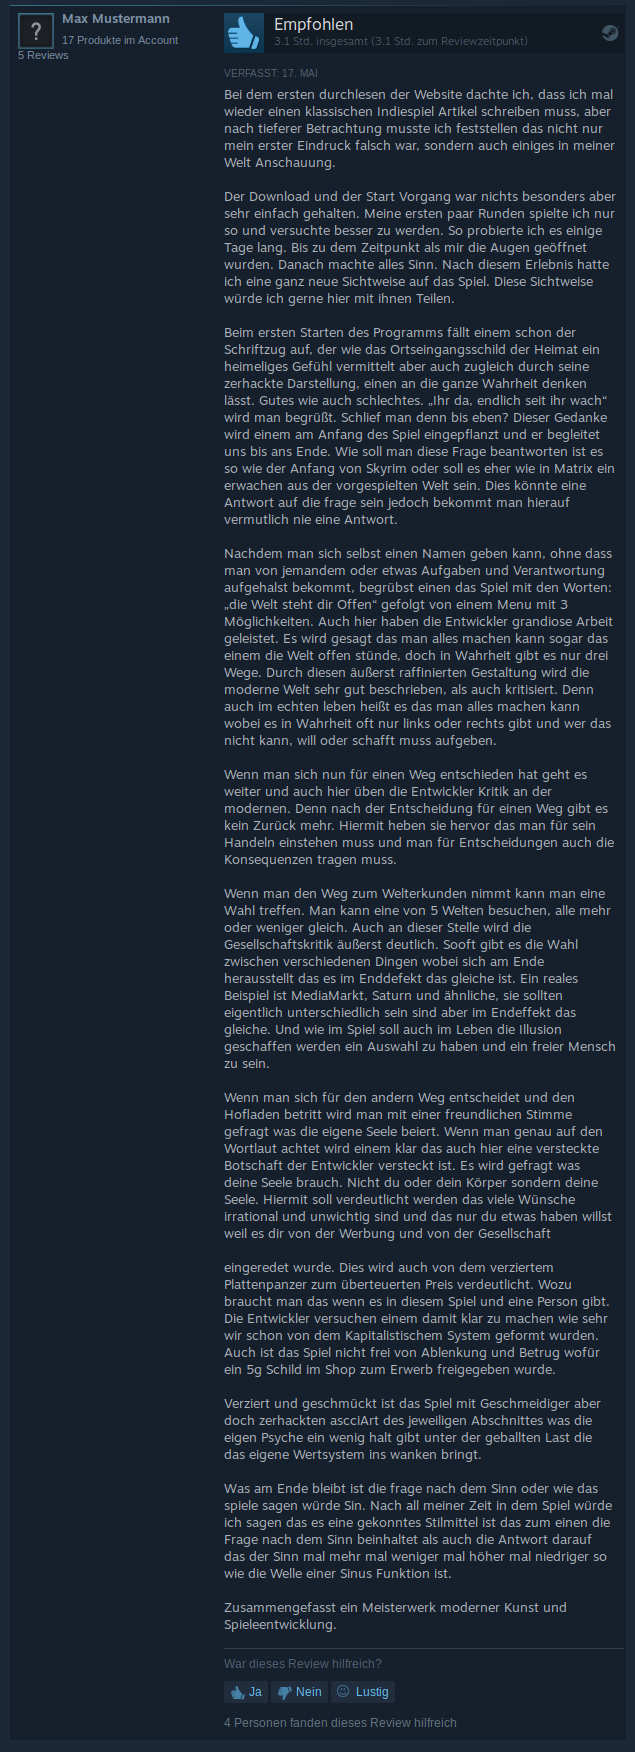 Max Mustermann
17 Produkte im Account
5 Reviews
Empfohlen
3.1 Std. insgesamt (3.1 Std. zum Reviewzeitpunkt)
VERFASST: 17. MAI
Bei dem ersten durchlesen der Website dachte ich, dass ich mal
wieder einen klassischen Indiespiel Artikel schreiben muss, aber
nach tieferer Betrachtung musste ich feststellen das nicht nur
mein erster Eindruck falsch war, sondern auch einiges in meiner
Welt Anschauung.
Der Download und der Start Vorgang war nichts besonders aber
sehr einfach gehalten. Meine ersten paar Runden spielte ich nur
so und versuchte besser zu werden. So probierte ich es einige
Tage lang. Bis zu dem Zeitpunkt als mir die Augen geöffnet
wurden. Danach machte alles Sinn. Nach diesem Erlebnis hatte
ich eine ganz neue Sichtweise auf das Spiel. Diese Sichtweise
würde ich gerne hier mit ihnen Teilen.
Beim ersten Starten des Programms fällt einem schon der
Schriftzug auf, der wie das Ortseingangsschild der Heimat ein
heimeliges Gefühl vermittelt aber auch zugleich durch seine
zerhackte Darstellung, einen an die ganze Wahrheit denken
lässt. Gutes wie auch schlechtes. „Ihr da, endlich seit ihr wach“
wird man begrüßt. Schlief man denn bis eben? Dieser Gedanke
wird einem am Anfang des Spiel eingepflanzt und er begleitet
uns bis ans Ende. Wie soll man diese Frage beantworten ist es
so wie der Anfang von Skyrim oder soll es eher wie in Matrix ein
erwachen aus der vorgespielten Welt sein. Dies könnte eine
Antwort auf die frage sein jedoch bekommt man hierauf
vermutlich nie eine Antwort.
Nachdem man sich selbst einen Namen geben kann, ohne dass
man von jemandem oder etwas Aufgaben und Verantwortung
aufgehalst bekommt, begrübst einen das Spiel mit den Worten:
„die Welt steht dir Offen“ gefolgt von einem Menu mit 3
Möglichkeiten. Auch hier haben die Entwickler grandiose Arbeit
geleistet. Es wird gesagt das man alles machen kann sogar das
einem die Welt offen stünde, doch in Wahrheit gibt es nur drei
Wege. Durch diesen äußerst raffinierten Gestaltung wird die
moderne Welt sehr gut beschrieben, als auch kritisiert. Denn
auch im echten leben heißt es das man alles machen kann
wobei es in Wahrheit oft nur links oder rechts gibt und wer das
nicht kann, will oder schafft muss aufgeben.
Wenn man sich nun für einen Weg entschieden hat geht es
weiter und auch hier üben die Entwickler Kritik an der
modernen. Denn nach der Entscheidung für einen Weg gibt es
kein Zurück mehr. Hiermit heben sie hervor das man für sein
Handeln einstehen muss und man für Entscheidungen auch die
Konsequenzen tragen muss.
Wenn man den Weg zum Welterkunden nimmt kann man eine
Wahl treffen. Man kann eine von 5 Welten besuchen, alle mehr
oder weniger gleich. Auch an dieser Stelle wird die
Gesellschaftskritik äußerst deutlich. Sooft gibt es die Wahl
zwischen verschiedenen Dingen wobei sich am Ende
herausstellt das es im Enddefekt das gleiche ist. Ein reales
Beispiel ist MediaMarkt, Saturn und ähnliche, sie sollten
eigentlich unterschiedlich sein sind aber im Endeffekt das
gleiche. Und wie im Spiel soll auch im Leben die Illusion
geschaffen werden ein Auswahl zu haben und ein freier Mensch
zu sein.
Wenn man sich für den andern Weg entscheidet und den
Hofladen betritt wird man mit einer freundlichen Stimme
gefragt was die eigene Seele beiert. Wenn man genau auf den
Wortlaut achtet wird einem klar das auch hier eine versteckte
Botschaft der Entwickler versteckt ist. Es wird gefragt was
deine Seele brauch. Nicht du oder dein Körper sondern deine
Seele. Hiermit soll verdeutlicht werden das viele Wünsche
irrational und unwichtig sind und das nur du etwas haben willst
weil es dir von der Werbung und von der Gesellschaft
eingeredet wurde. Dies wird auch von dem verziertem
Plattenpanzer zum überteuerten Preis verdeutlicht. Wozu
braucht man das wenn es in diesem Spiel und eine Person gibt.
Die Entwickler versuchen einem damit klar zu machen wie sehr
wir schon von dem Kapitalistischem System geformt wurden.
Auch ist das Spiel nicht frei von Ablenkung und Betrug wofür
ein 5g Schild im Shop zum Erwerb freigegeben wurde.
Verziert und geschmückt ist das Spiel mit Geschmeidiger aber
doch zerhackten ascciArt des jeweiligen Abschnittes was die
eigen Psyche ein wenig halt gibt unter der geballten Last die
das eigene Wertsystem ins wanken bringt.
Was am Ende bleibt ist die frage nach dem Sinn oder wie das
spiele sagen würde Sin. Nach all meiner Zeit in dem Spiel würde
ich sagen das es eine gekonntes Stilmittel ist das zum einen die
Frage nach dem Sinn beinhaltet als auch die Antwort darauf
das der Sinn mal mehr mal weniger mal höher mal niedriger so
wie die Welle einer Sinus Funktion ist.
Zusammengefasst ein Meisterwerk moderner Kunst und
Spieleentwicklung.
War dieses Review hilfreich?
Ja Nein Lustig
4 Personen fanden dieses Review hilfreich